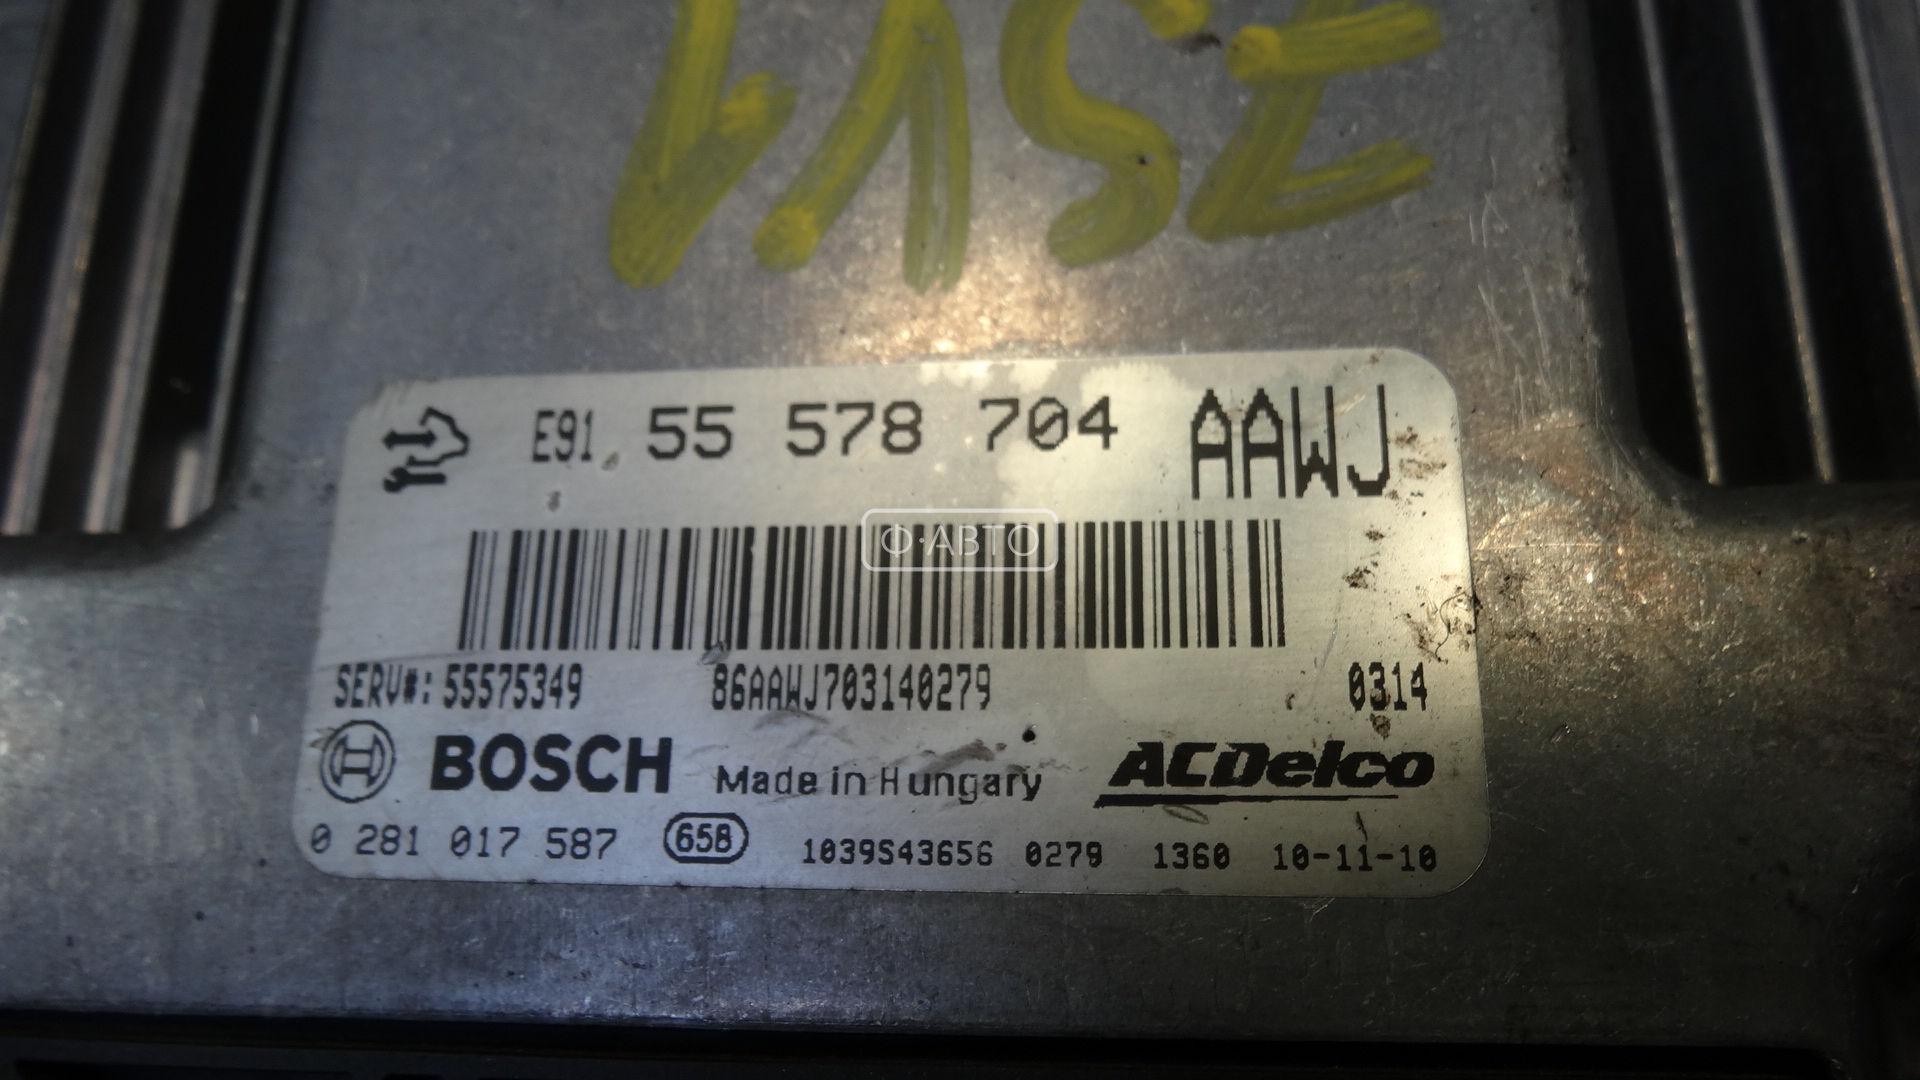 E91 55 578 704 AAWJ
Ф·АВТО
SERV#: 55575349 86AAWJ703140279 0314
BOSCH Made in Hungary ACDelco
0 281 017 587 658 1039S43656 0279 1360 10-11-10